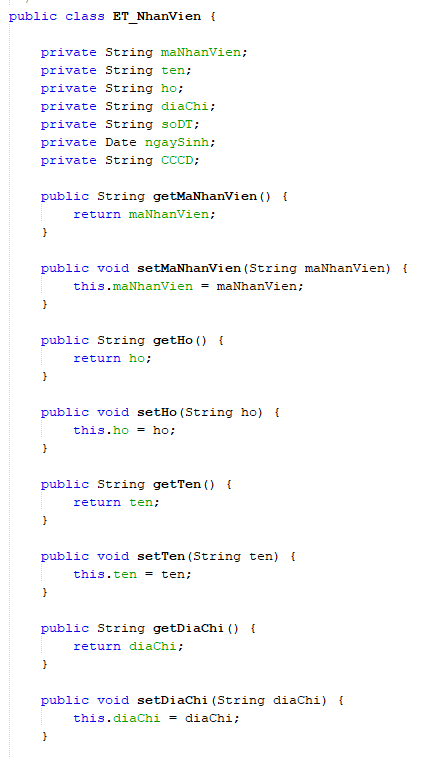 public class ET_NhanVien {
private String maNhanVien;
private String ten;
private String ho;
private String diaChi;
private String soDT;
private Date ngaySinh;
private String CCCD;
public String getMaNhanVien() {
return maNhanVien;
}
public void setMaNhanVien(String maNhanVien) {
this.maNhanVien = maNhanVien;
}
public String getHo() {
return ho;
}
public void setHo(String ho) {
this.ho = ho;
}
public String getTen() {
return ten;
}
public void setTen(String ten) {
this.ten = ten;
}
public String getDiaChi() {
return diaChi;
}
public void setDiaChi(String diaChi) {
this.diaChi = diaChi;
}